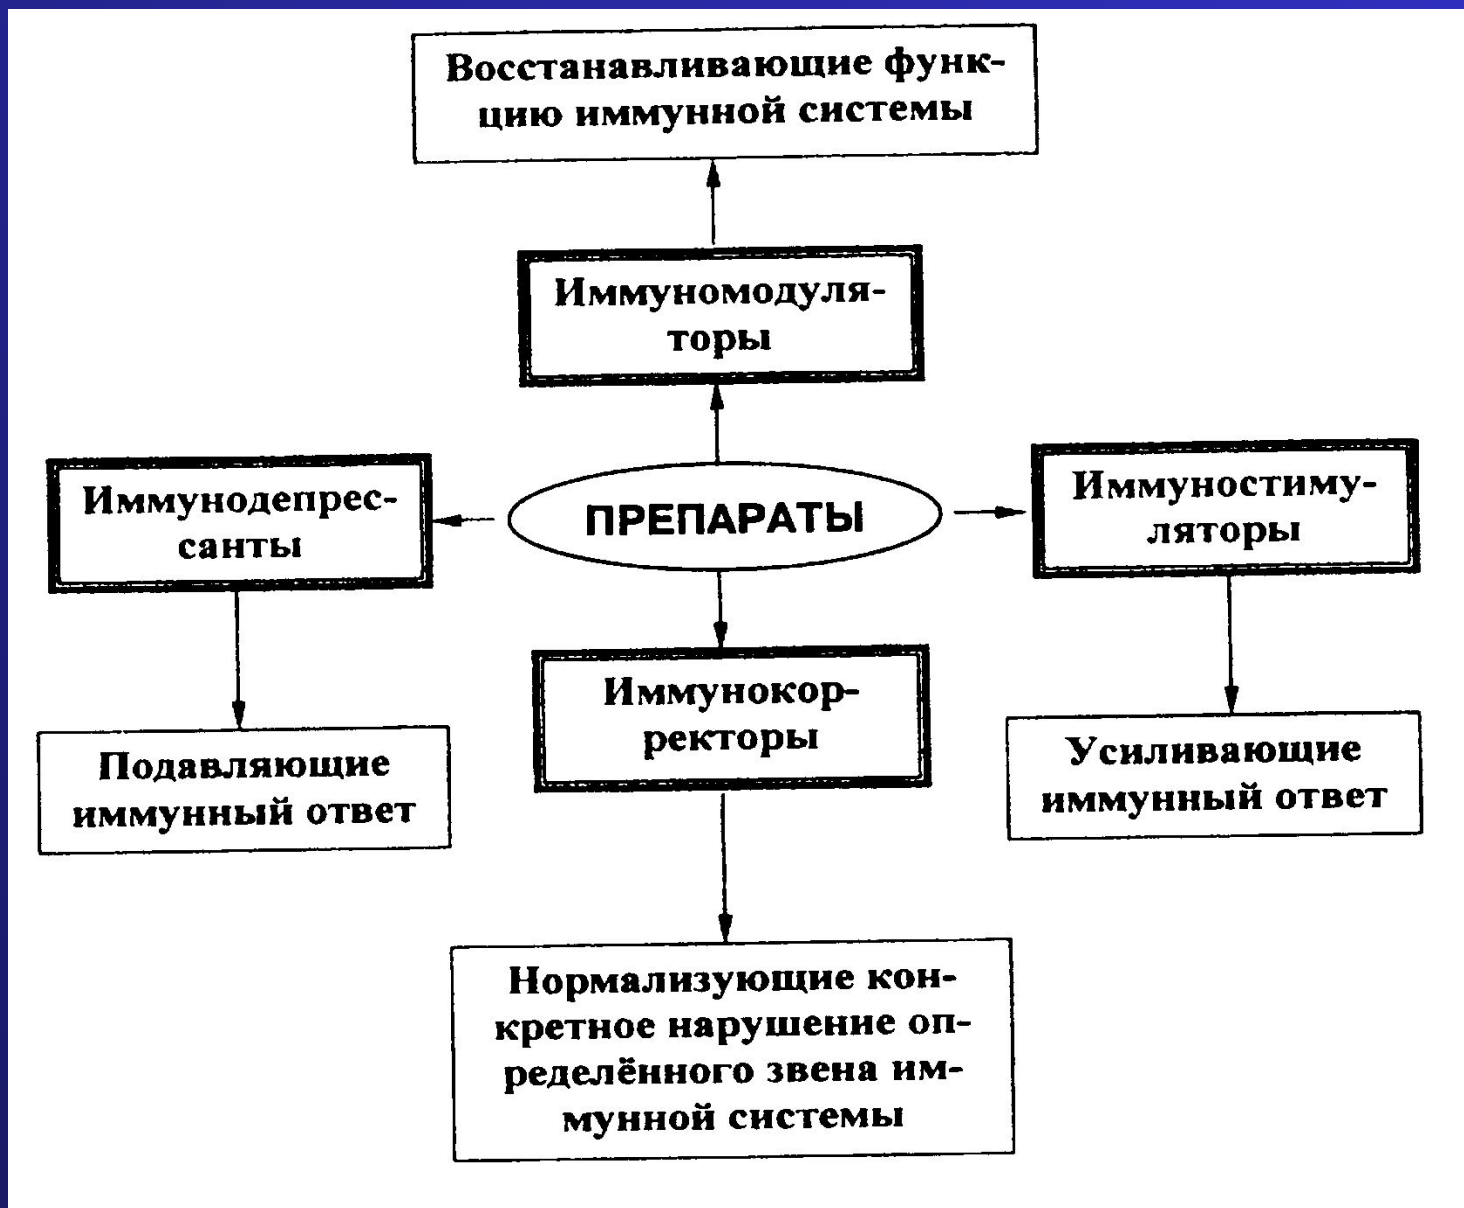 Восстанавливающие функ-
цию иммунной системы
Иммуномодуля-
торы
Иммунодепрес-
санты
ПРЕПАРАТЫ
Иммуностиму-
ляторы
Иммунокор-
ректоры
Подавляющие
иммунный ответ
Усиливающие
иммунный ответ
Нормализующие кон-
кретное нарушение оп-
ределённого звена им-
мунной системы